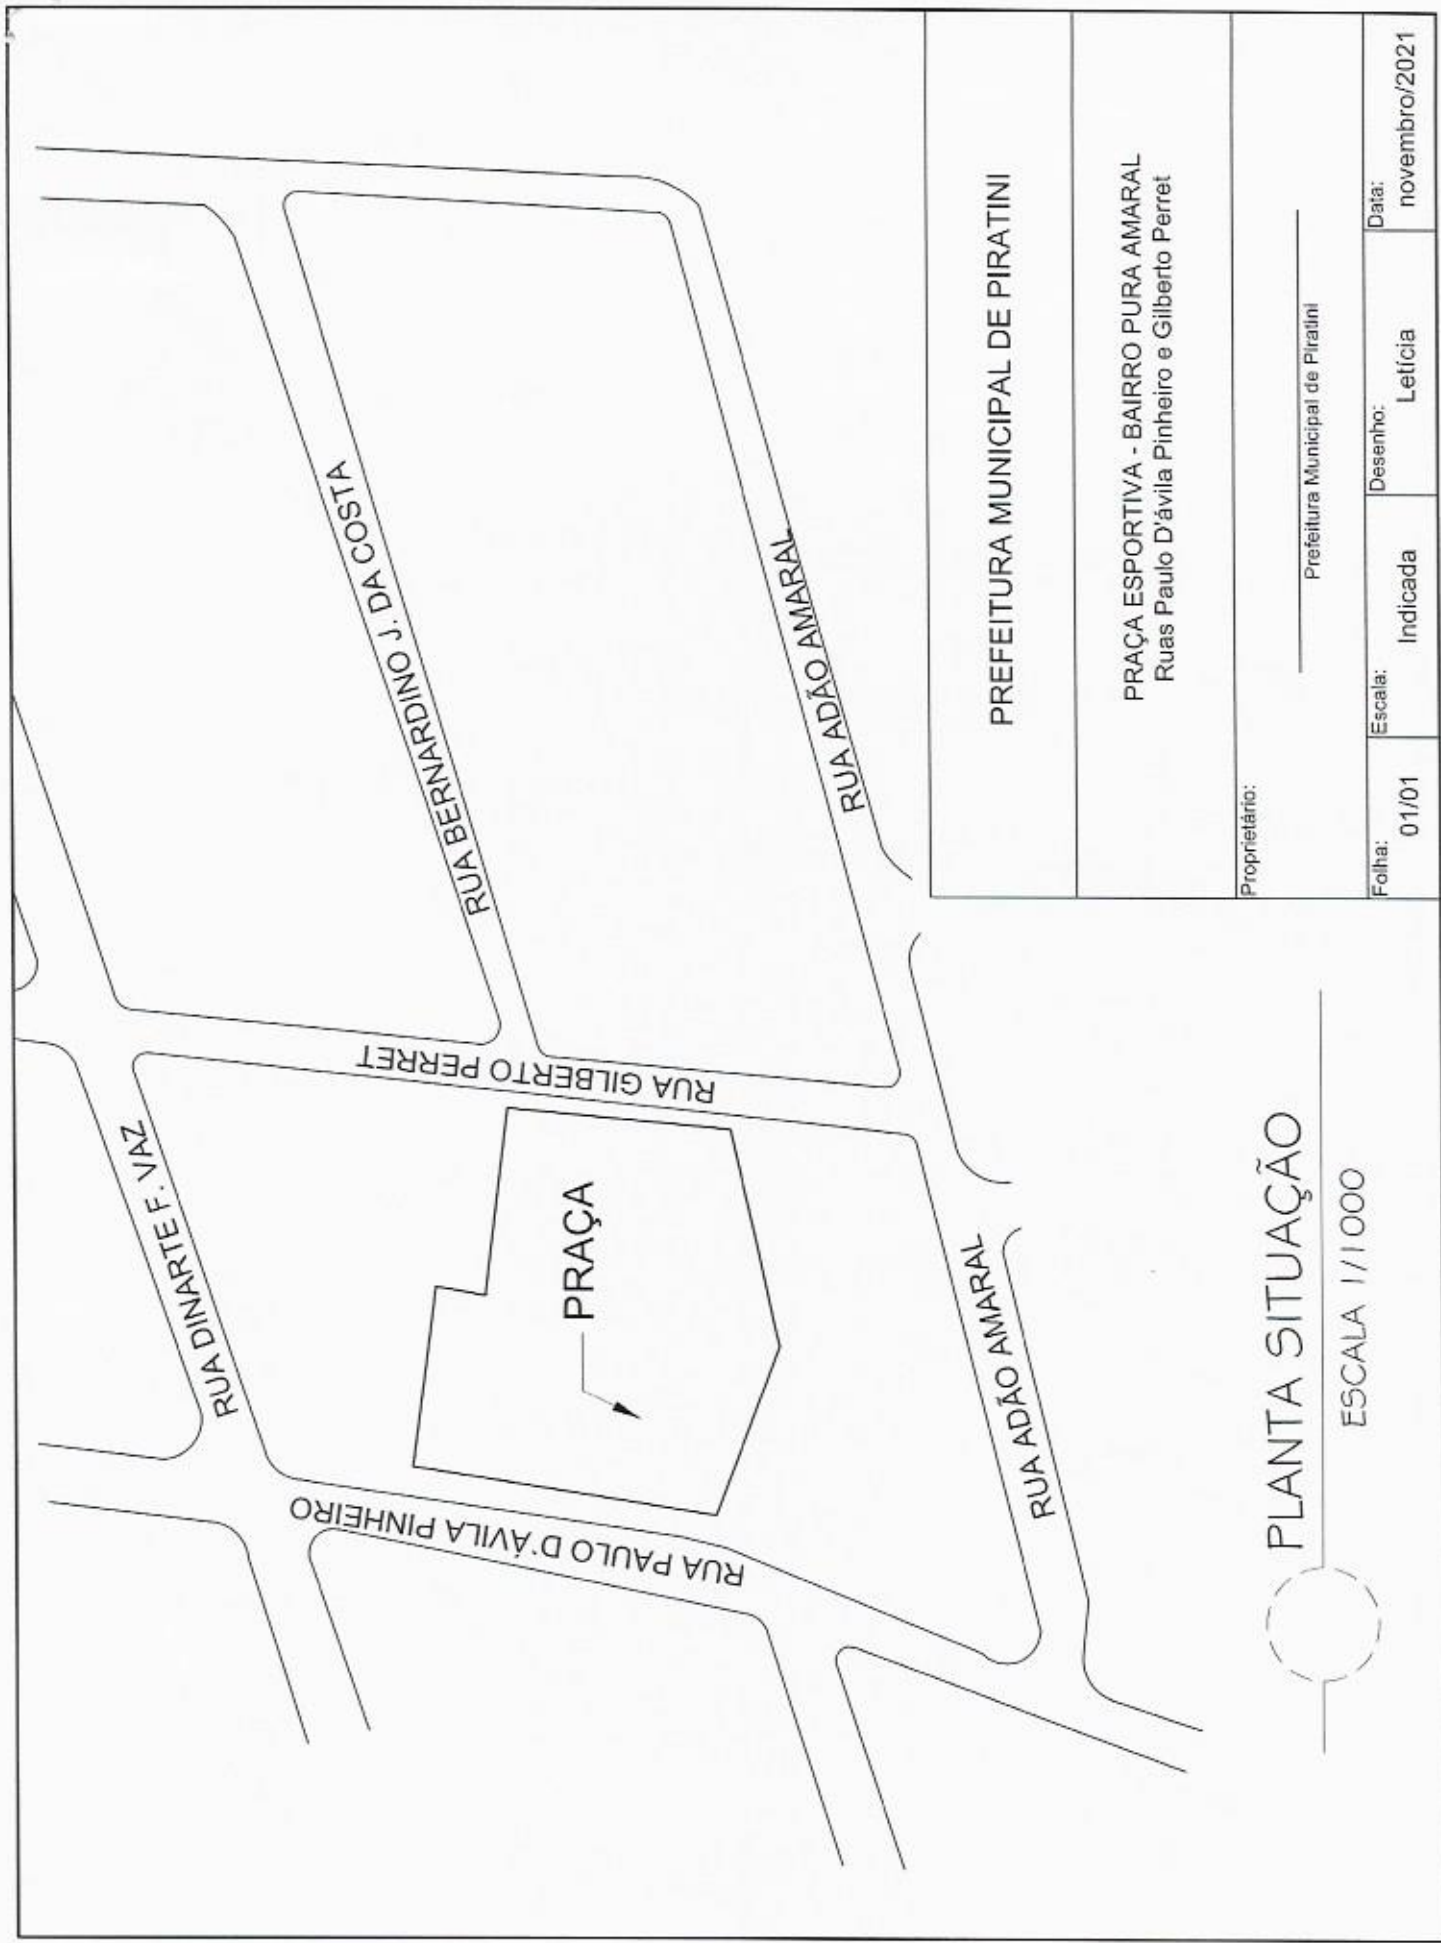 RUA DINARTE F. VAZ
RUA PAULO D'ÁVILA PINHEIRO
PRAÇA
RUA GILBERTO PERRET
RUA BERNARDINO J. DA COSTA
RUA ADÃO AMARAL
RUA ADÃO AMARAL
PLANTA SITUAÇÃO
ESCALA 1/1000
PREFEITURA MUNICIPAL DE PIRATINI
PRAÇA ESPORTIVA - BAIRRO PURA AMARAL
Ruas Paulo D'ávila Pinheiro e Gilberto Perret
Proprietário:
Prefeitura Municipal de Piratini
Folha:
01/01
Escala:
Indicada
Desenho:
Letícia
Data:
novembro/2021